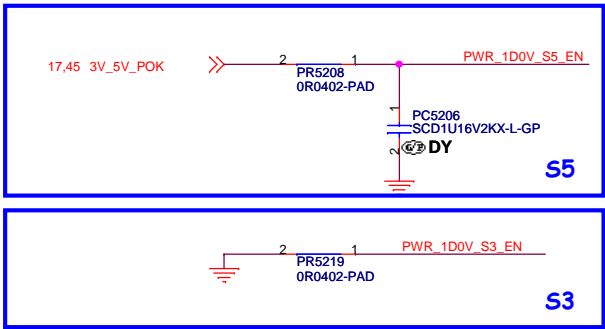 2 1 PWR_1D0V_S5_EN
17,45 3V_5V_POK
PR5208
0R0402-PAD
1
PC5206
SCD1U16V2KX-L-GP
2 G/P DY
S5
2 1 PWR_1D0V_S3_EN
PR5219
0R0402-PAD
S3